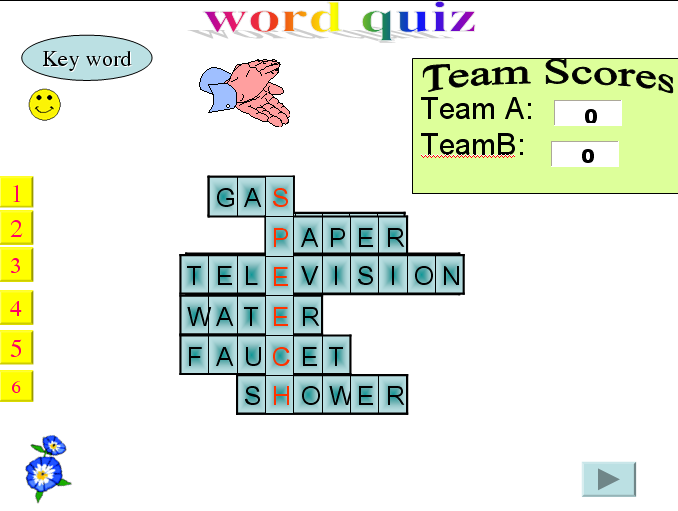 word quiz
Key word
Team Scores
Team A: 0
TeamB: 0
1 GAS
2 PAPER
3 TELEVISION
4 WATER
5 FAUCET
6 SHOWER